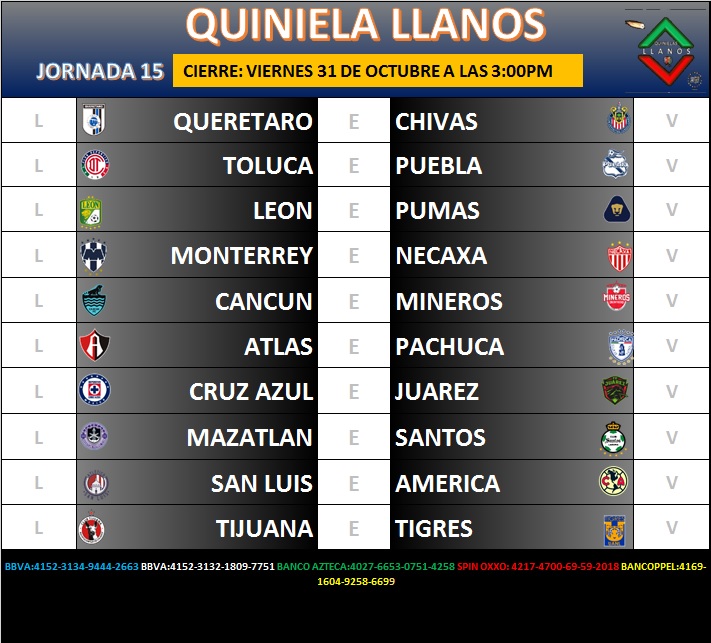 QUINIELA LLANOS
JORNADA 15 CIERRE: VIERNES 31 DE OCTUBRE A LAS 3:00PM
QUINIELAS
LLANOS
L QUERETARO E CHIVAS V
L TOLUCA E PUEBLA V
L LEON E PUMAS V
L MONTERREY E NECAXA V
L CANCUN E MINEROS V
L ATLAS E PACHUCA V
L CRUZ AZUL E JUAREZ V
L MAZATLAN E SANTOS V
L SAN LUIS E AMERICA V
L TIJUANA E TIGRES V
BBVA:4152-3134-9444-2663 BBVA:4152-3132-1809-7751 BANCO AZTECA:4027-6653-0751-4258 SPIN OXXO: 4217-4700-69-59-2018 BANCOPPEL:4169-
1604-9258-6699